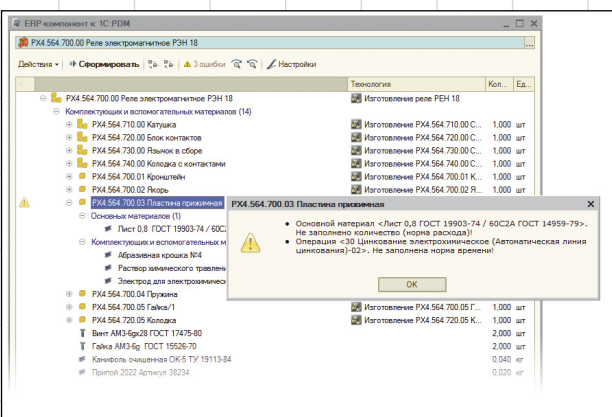 ERP-компонент к 1С:PDM
РХ4.564.700.00 Реле электромагнитное РЭН 18
Действия Сформировать 3 ошибки Настройки
Технология Кол... Ед...
РХ4.564.700.00 Реле электромагнитное РЭН 18 Изготовление реле РЕН 18
Комплектующих и вспомогательных материалов (14)
РХ4.564.710.00 Катушка Изготовление РХ4.564.710.00 С... 1,000 шт
РХ4.564.720.00 Блок контактов Изготовление РХ4.564.720.00 С... 1,000 шт
РХ4.564.730.00 Язычок в сборе Изготовление РХ4.564.730.00 С... 1,000 шт
РХ4.564.740.00 Колодка с контактами Изготовление РХ4.564.740.00 С... 1,000 шт
РХ4.564.700.01 Кронштейн Изготовление РХ4.564.700.01 К... 1,000 шт
РХ4.564.700.02 Якорь Изготовление РХ4.564.700.02 Я... 1,000 шт
РХ4.564.700.03 Пластина прижимная
Основных материалов (1)
Лист 0,8 ГОСТ 19903-74 / 60С2
Комплектующих и вспомогательных м
Абразивная крошка №4
Раствор химического травлени
Электрод для электрохимическ
РХ4.564.700.03 Пластина прижимная
Основной материал <Лист 0,8 ГОСТ 19903-74 / 60С2А ГОСТ 14959-79>.
Не заполнено количество (норма расхода)!
Операция <30 Цинкование электрохимическое (Автоматическая линия
цинкования)-02>. Не заполнена норма времени!
OK
РХ4.564.700.04 Пружина
РХ4.564.700.05 Гайка/1 Изготовление РХ4.564.700.05 Г... 1,000 шт
РХ4.564.720.05 Колодка Изготовление РХ4.564.720.05 К... 1,000 шт
Винт АМ3-6gx28 ГОСТ 17475-80 2,000 шт
Гайка АМ3-6g ГОСТ 15526-70 2,000 шт
Канифоль очищенная ОК-5 ТУ 19113-84 0,040 кг
Припой 2022 Артикул 38234 0,020 кг